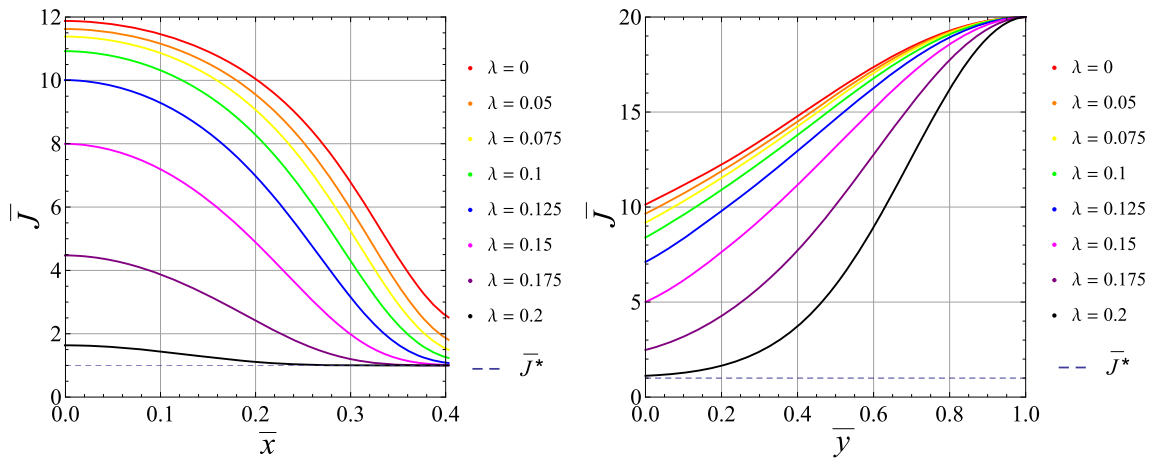 12
10
8
6
4
2
0
0.0
0.1
0.2
0.3
0.4
J̅
x̅
λ = 0
λ = 0.05
λ = 0.075
λ = 0.1
λ = 0.125
λ = 0.15
λ = 0.175
λ = 0.2
J̅*
20
15
10
5
0
0.0
0.2
0.4
0.6
0.8
1.0
J̅
y̅
λ = 0
λ = 0.05
λ = 0.075
λ = 0.1
λ = 0.125
λ = 0.15
λ = 0.175
λ = 0.2
J̅*